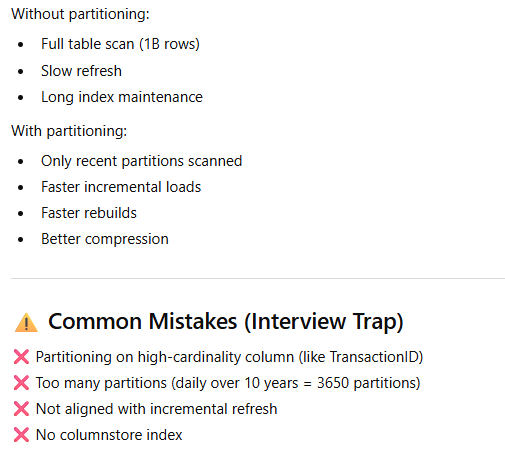 Without partitioning:
• Full table scan (1B rows)
• Slow refresh
• Long index maintenance
With partitioning:
• Only recent partitions scanned
• Faster incremental loads
• Faster rebuilds
• Better compression
⚠️ Common Mistakes (Interview Trap)
❌ Partitioning on high-cardinality column (like TransactionID)
❌ Too many partitions (daily over 10 years = 3650 partitions)
❌ Not aligned with incremental refresh
❌ No columnstore index